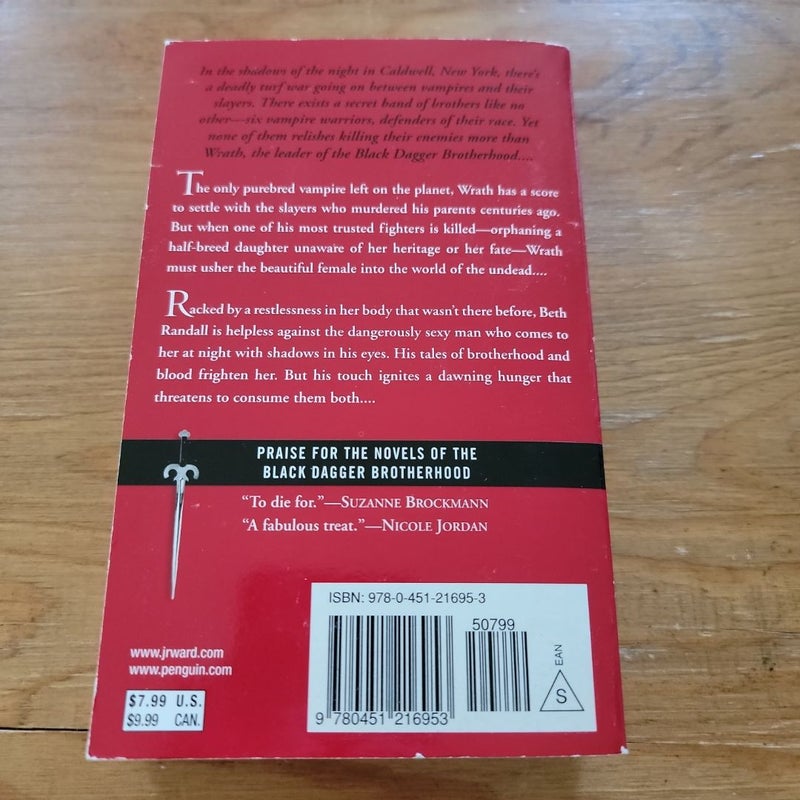 In the shadows of the night in Caldwell, New York, there's
a deadly turf war going on between vampires and their
slayers. There exists a secret band of brothers like no
other—six vampire warriors, defenders of their race. Yet
none of them relishes killing their enemies more than
Wrath, the leader of the Black Dagger Brotherhood....
The only purebred vampire left on the planet, Wrath has a score
to settle with the slayers who murdered his parents centuries ago.
But when one of his most trusted fighters is killed—orphaning a
half-breed daughter unaware of her heritage or her fate—Wrath
must usher the beautiful female into the world of the undead....
Racked by a restlessness in her body that wasn't there before, Beth
Randall is helpless against the dangerously sexy man who comes to
her at night with shadows in his eyes. His tales of brotherhood and
blood frighten her. But his touch ignites a dawning hunger that
threatens to consume them both....
PRAISE FOR THE NOVELS OF THE
BLACK DAGGER BROTHERHOOD
"To die for."—SUZANNE BROCKMANN
"A fabulous treat."—NICOLE JORDAN
ISBN: 978-0-451-21695-3
50799
EAN
S
9 780451 216953
www.jrward.com
www.penguin.com
$7.99 U.S.
$9.99 CAN.